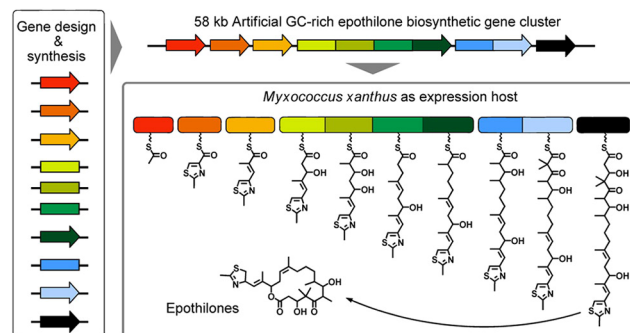 Gene design
&
synthesis
58 kb Artificial GC-rich epothilone biosynthetic gene cluster
Myxococcus xanthus as expression host
Epothilones